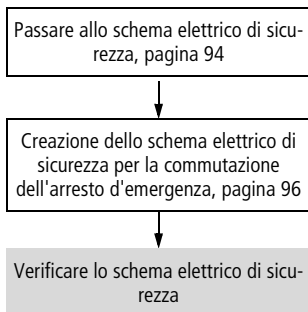 Passare allo schema elettrico di sicu-
rezza, pagina 94
Creazione dello schema elettrico di
sicurezza per la commutazione
dell'arresto d'emergenza, pagina 96
Verificare lo schema elettrico di sicu-
rezza